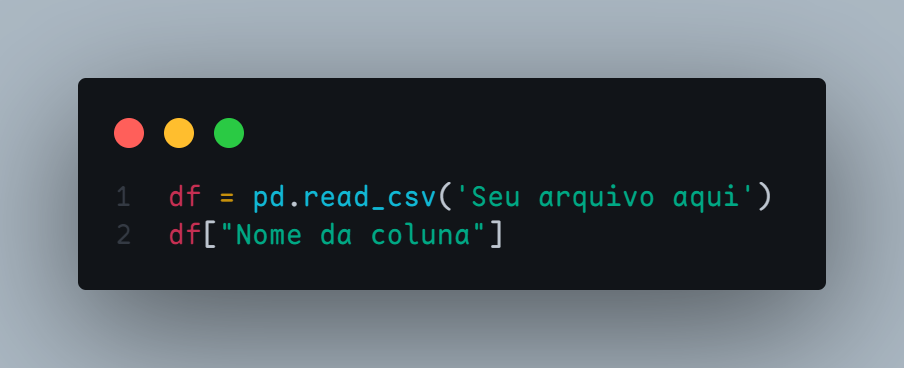 1 df = pd.read_csv('Seu arquivo aqui')
2 df["Nome da coluna"]